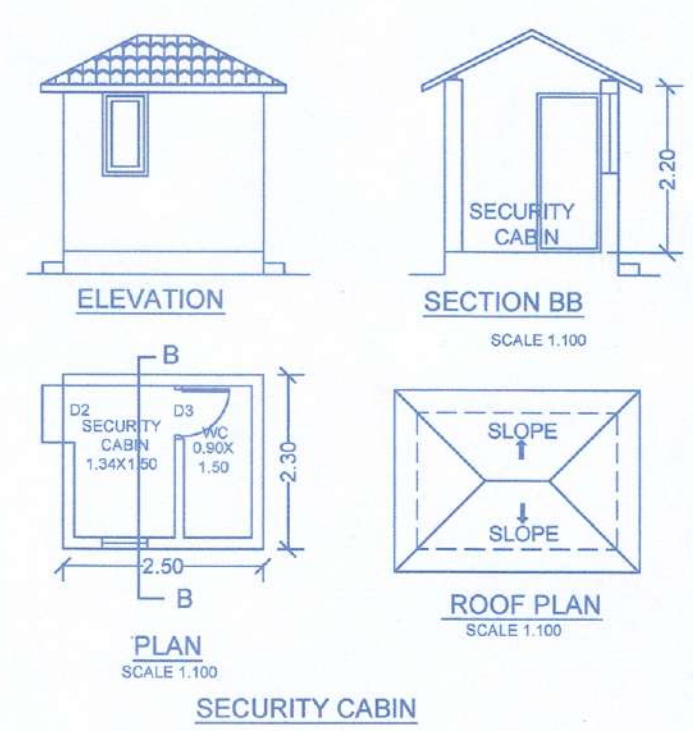 ELEVATION
SECURITY
CABIN
2.20
SECTION BB
SCALE 1.100
B
D2
SECURITY
CABIN
1.34X1.50
D3
WC
0.90X
1.50
2.30
2.50
B
PLAN
SCALE 1.100
SLOPE
SLOPE
ROOF PLAN
SCALE 1.100
SECURITY CABIN